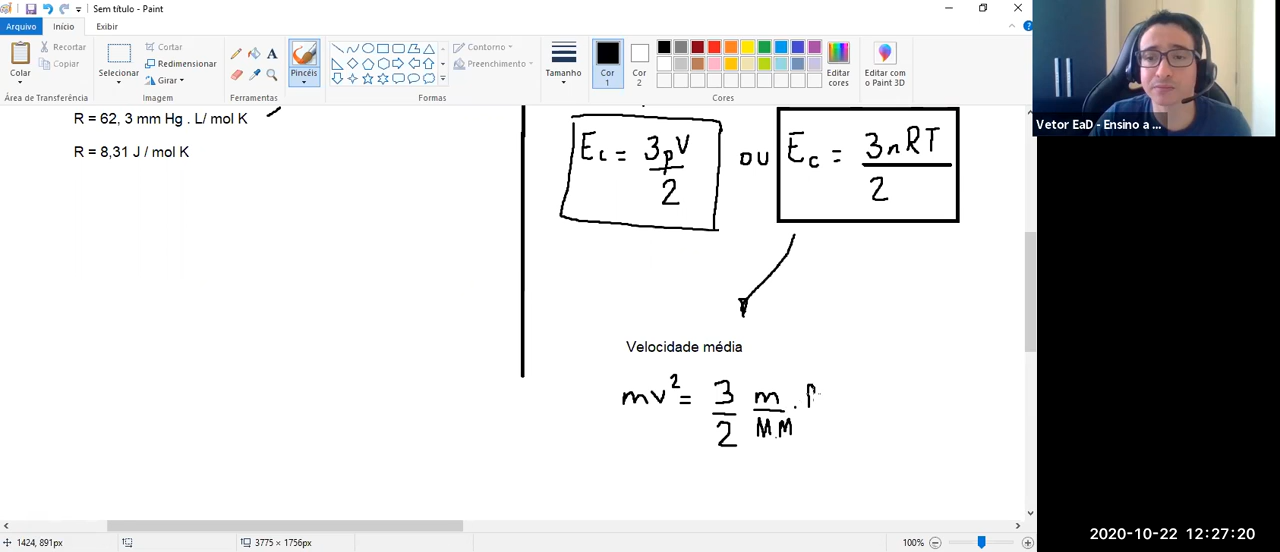 Sem título - Paint
Arquivo Início Exibir
Colar
Recortar
Copiar
Área de Transferência
Selecionar
Cortar
Redimensionar
Girar
Imagem
A
Ferramentas
Pincéis
Contorno
Preenchimento
Formas
Tamanho
Cor 1
Cor 2
Cores
Editar cores
Editar com o Paint 3D
Vetor EaD - Ensino a ...
R = 62, 3 mm Hg . L/ mol K
R = 8,31 J / mol K
Ec = 3pV / 2 OU Ec = 3nRT / 2
Velocidade média
mv² = 3/2 m/M.M .
1424, 891px
3775 × 1756px
100%
2020-10-22 12:27:20